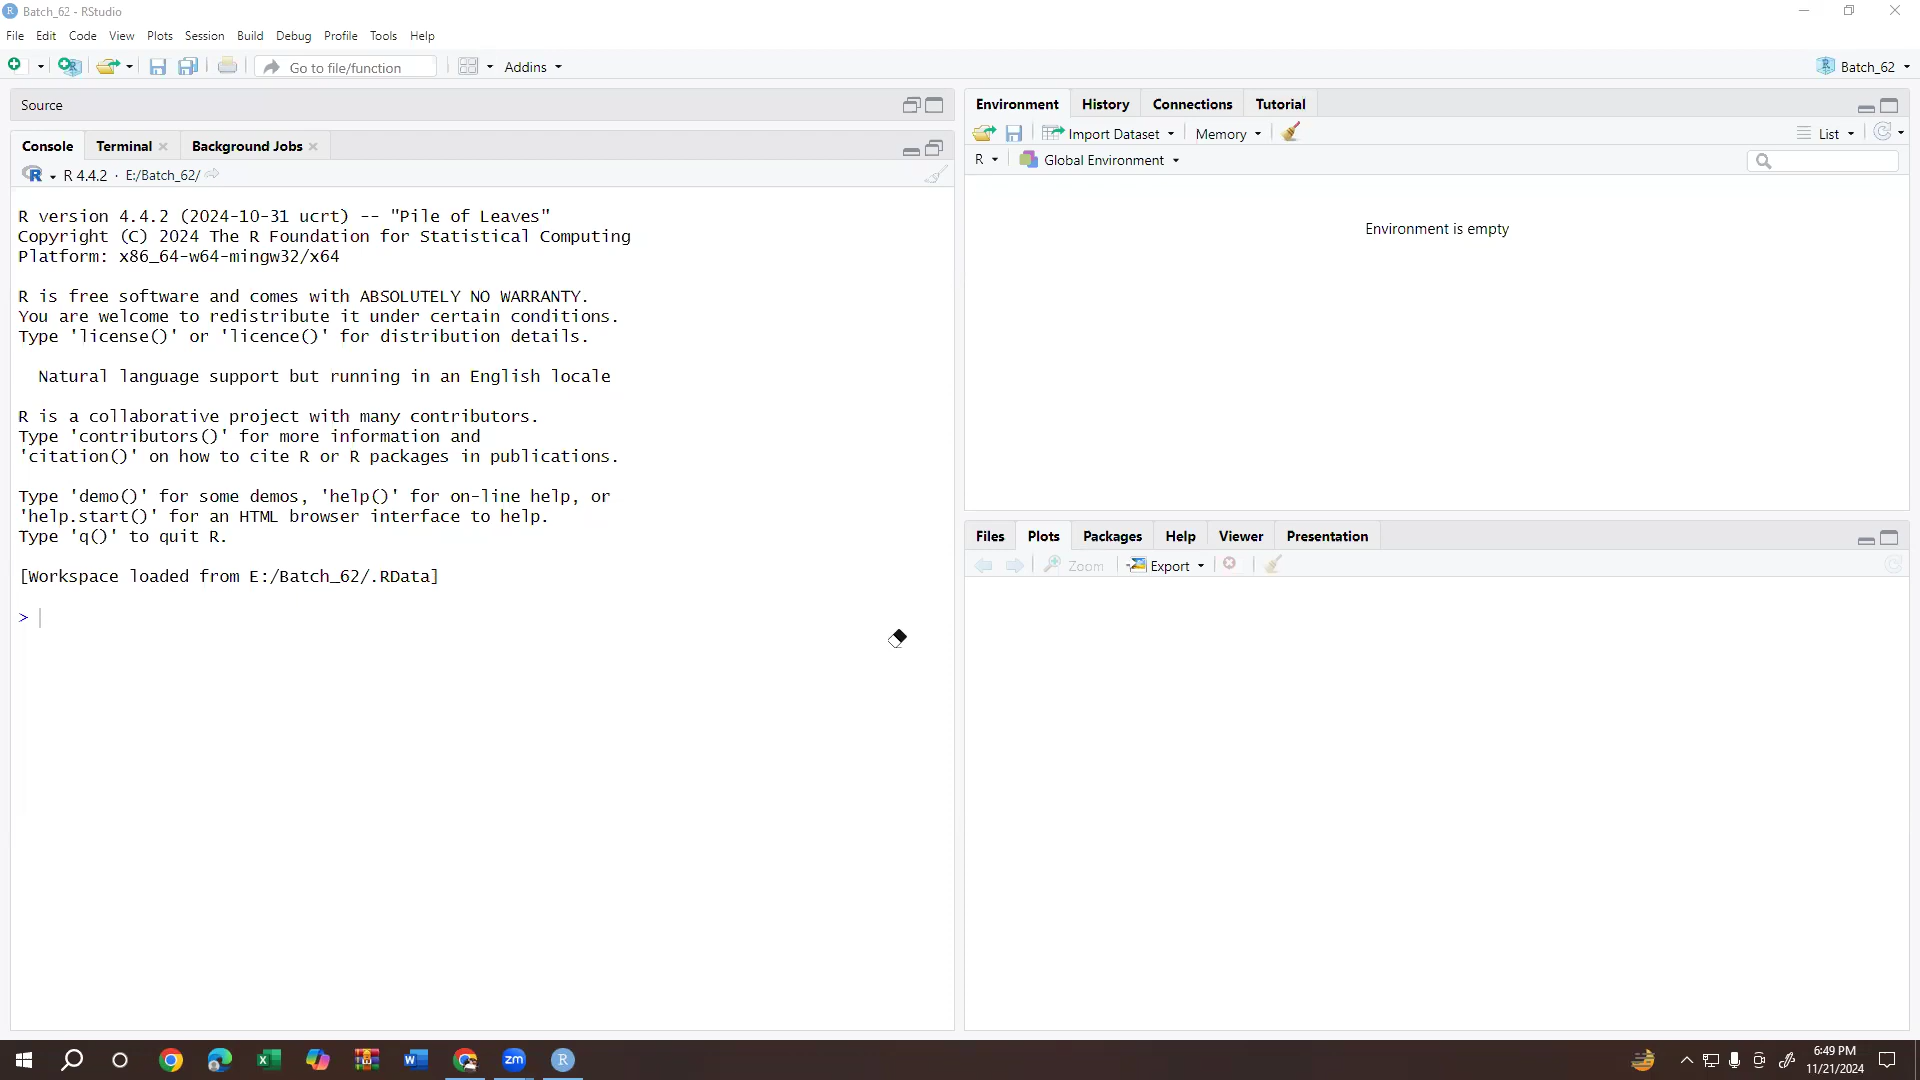 Batch_62 - RStudio
File Edit Code View Plots Session Build Debug Profile Tools Help
Go to file/function Addins Batch_62
Source
Console Terminal Background Jobs
R 4.4.2 · E:/Batch_62/
R version 4.4.2 (2024-10-31 ucrt) -- "Pile of Leaves"
Copyright (C) 2024 The R Foundation for Statistical Computing
Platform: x86_64-w64-mingw32/x64
R is free software and comes with ABSOLUTELY NO WARRANTY.
You are welcome to redistribute it under certain conditions.
Type 'license()' or 'licence()' for distribution details.
Natural language support but running in an English locale
R is a collaborative project with many contributors.
Type 'contributors()' for more information and
'citation()' on how to cite R or R packages in publications.
Type 'demo()' for some demos, 'help()' for on-line help, or
'help.start()' for an HTML browser interface to help.
Type 'q()' to quit R.
[Workspace loaded from E:/Batch_62/.RData]
>
Environment History Connections Tutorial
Import Dataset Memory List
R Global Environment
Environment is empty
Files Plots Packages Help Viewer Presentation
Zoom Export
zm
R
6:49 PM
11/21/2024